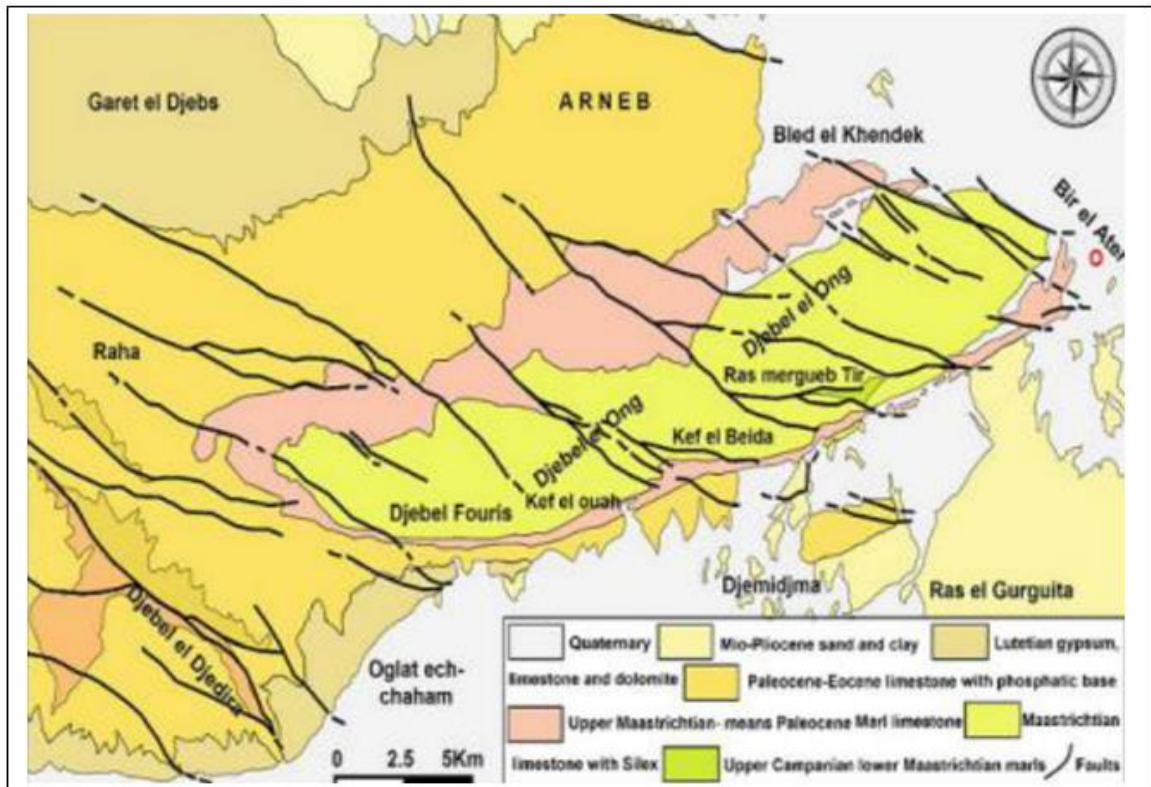 Garet el Djebs
ARNEB
Bled el Khendek
Bir el Ater
Djebel el Ong
Raha
Ras mergueb Tir
Djebel el Ong
Kef el Beida
Kef el ouah
Djebel Fouris
Djemidjma
Ras el Gurguita
Djebel el Djedira
Oglat ech-
chaham
0 2.5 5Km
Quaternary Mio-Pliocene sand and clay Lutetian gypsum,
limestone and dolomite Paleocene-Eocene limestone with phosphatic base
Upper Maastrichtian- means Paleocene Marl limestone Maastrichtian
limestone with Silex Upper Campanian lower Maastrichtian marls Faults